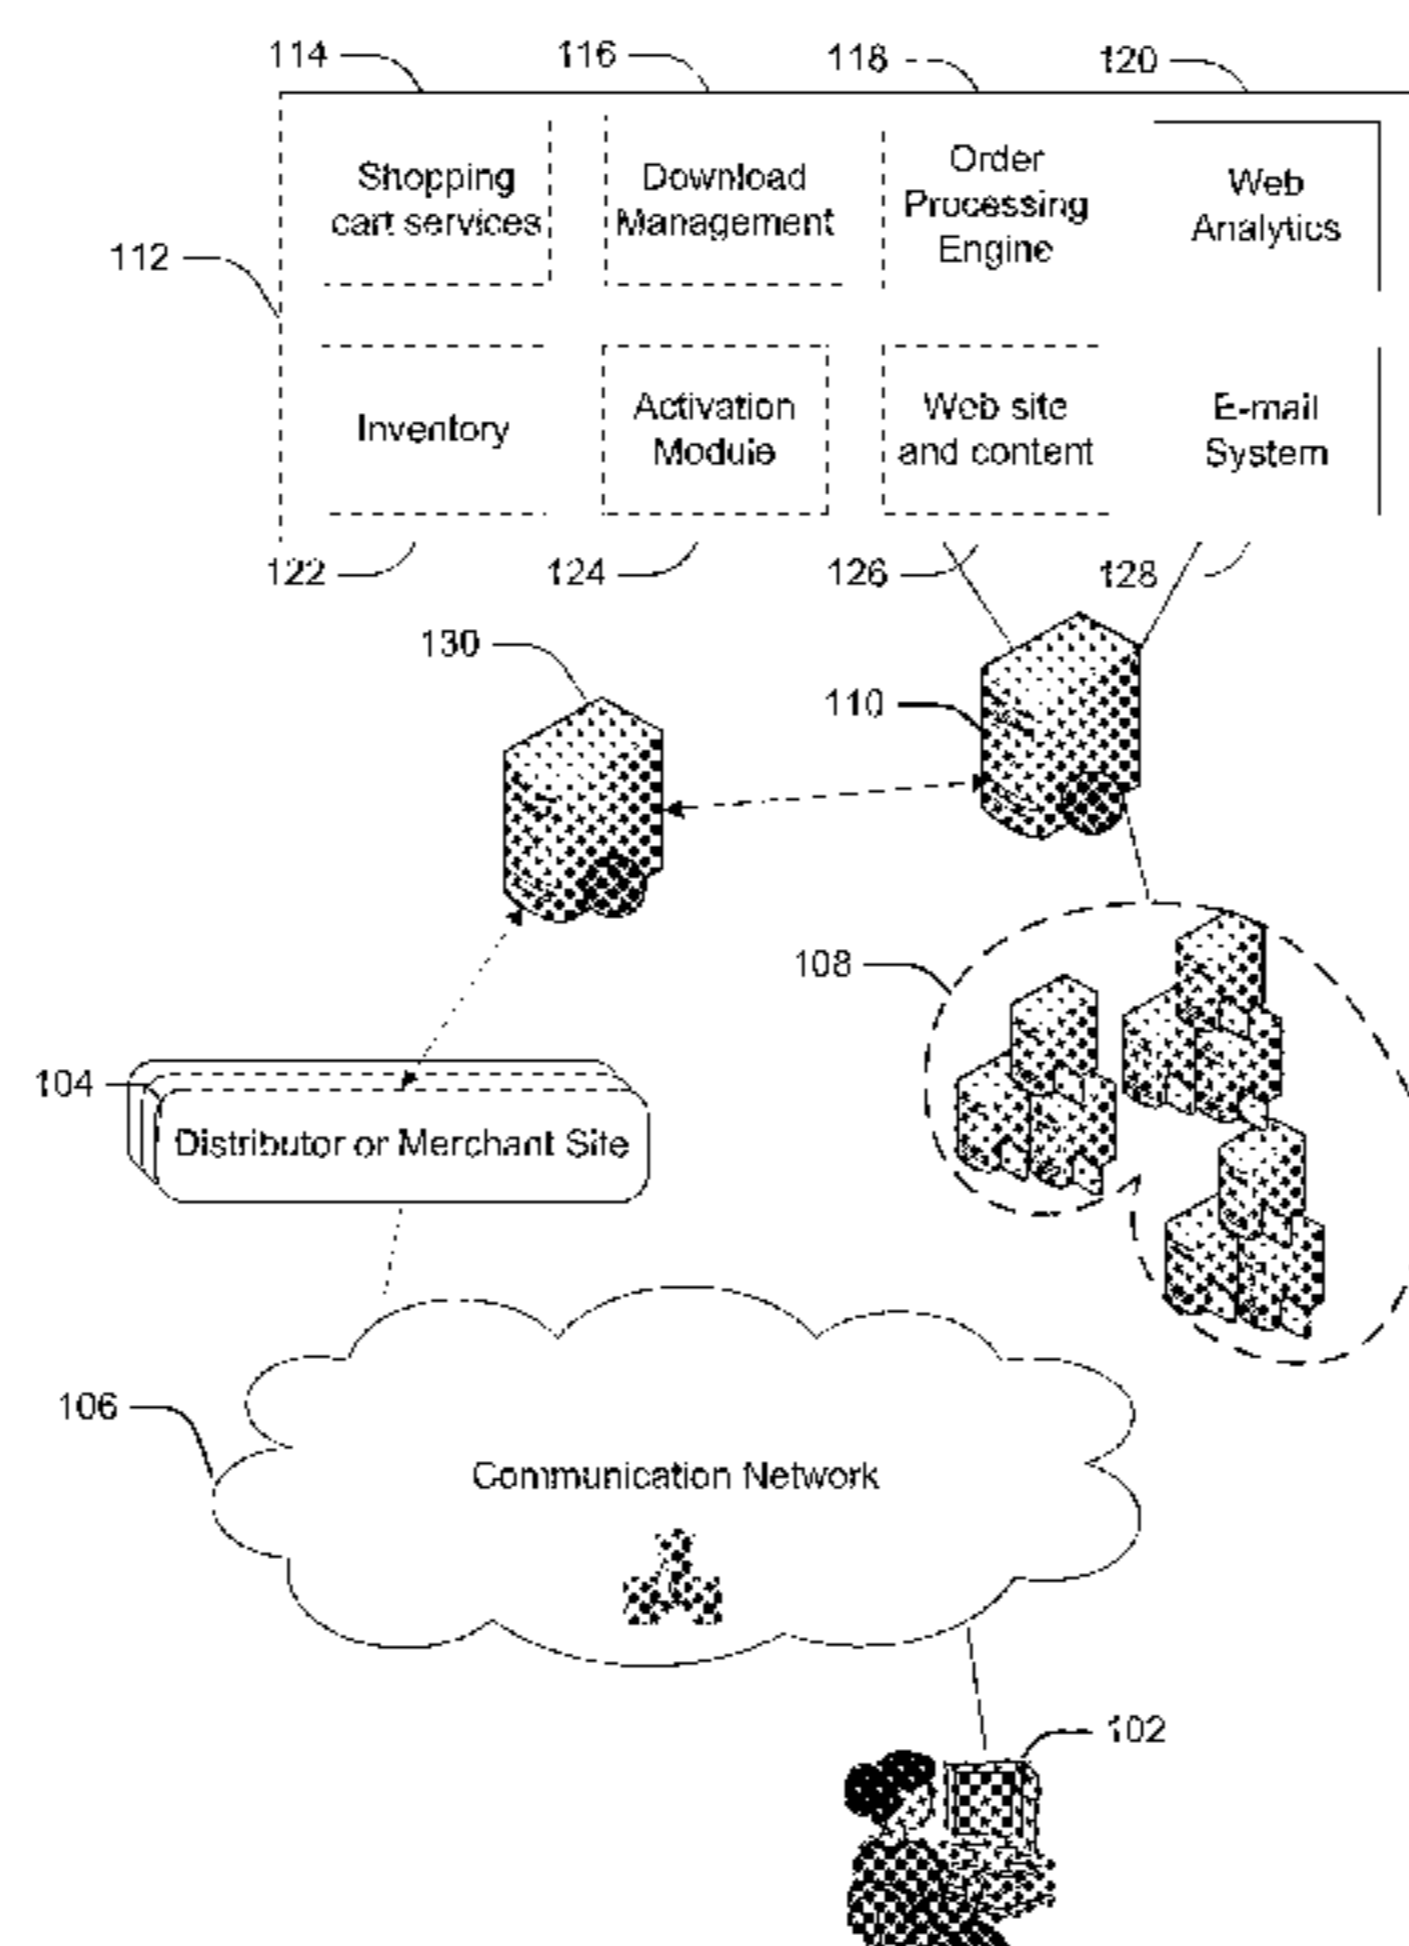 114
116
118
120
Shopping
cart services
Download
Management
Order
Processing
Engine
Web
Analytics
112
Inventory
Activation
Module
Web site
and content
E-mail
System
122
124
126
128
130
110
108
104
Distributor or Merchant Site
106
Communication Network
102